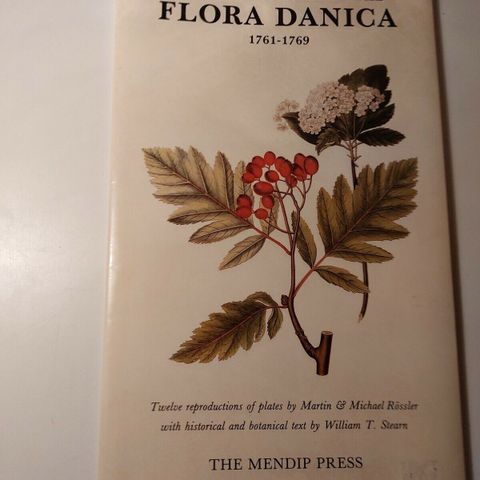 FLORA DANICA
1761-1769
Twelve reproductions of plates by Martin & Michael Rössler
with historical and botanical text by William T. Stearn
THE MENDIP PRESS